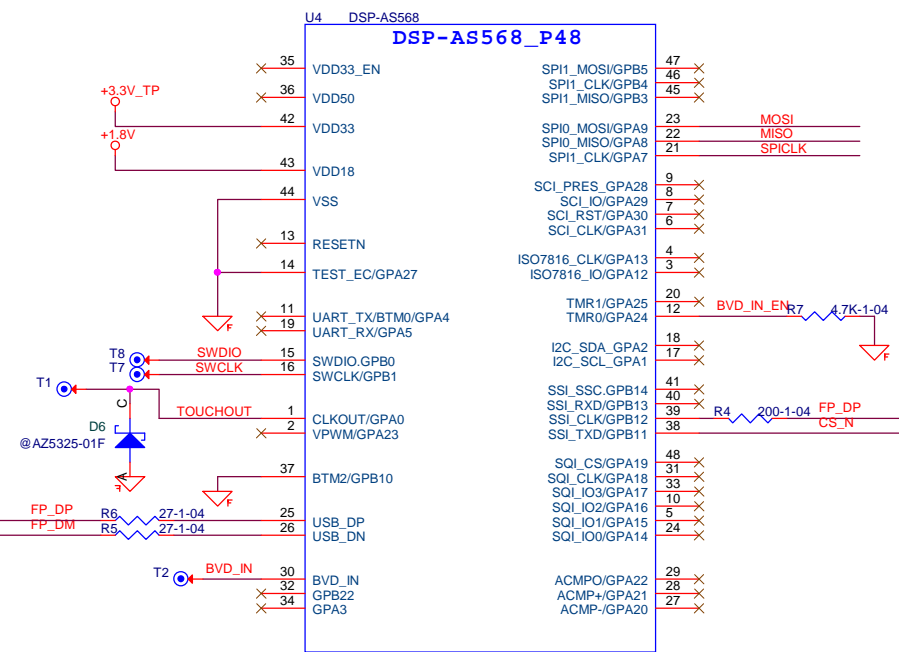 U4 DSP-AS568
DSP-AS568_P48
35 VDD33_EN
36 VDD50
+3.3V_TP
42 VDD33
+1.8V
43 VDD18
44 VSS
13 RESETN
14 TEST_EC/GPA27
11 UART_TX/BTM0/GPA4
19 UART_RX/GPA5
T8 SWDIO 15 SWDIO.GPB0
T7 SWCLK 16 SWCLK/GPB1
T1
C
TOUCHOUT 1 CLKOUT/GPA0
D6
2 VPWM/GPA23
@AZ5325-01F
A
F
F
37 BTM2/GPB10
F
FP_DP R6 27-1-04 25 USB_DP
FP_DM R5 27-1-04 26 USB_DN
T2 BVD_IN 30 BVD_IN
32 GPB22
34 GPA3
SPI1_MOSI/GPB5 47
SPI1_CLK/GPB4 46
SPI1_MISO/GPB3 45
SPI0_MOSI/GPA9 23 MOSI
SPI0_MISO/GPA8 22 MISO
SPI1_CLK/GPA7 21 SPICLK
SCI_PRES_GPA28 9
SCI_IO/GPA29 8
SCI_RST/GPA30 7
SCI_CLK/GPA31 6
ISO7816_CLK/GPA13 4
ISO7816_IO/GPA12 3
TMR1/GPA25 20
TMR0/GPA24 12 BVD_IN_EN R7 4.7K-1-04
F
I2C_SDA_GPA2 18
I2C_SCL_GPA1 17
SSI_SSC.GPB14 41
SSI_RXD/GPB13 40
SSI_CLK/GPB12 39 R4 200-1-04 FP_DP
SSI_TXD/GPB11 38 CS_N
SQI_CS/GPA19 48
SQI_CLK/GPA18 31
SQI_IO3/GPA17 33
SQI_IO2/GPA16 10
SQI_IO1/GPA15 5
SQI_IO0/GPA14 24
ACMPO/GPA22 29
ACMP+/GPA21 28
ACMP-/GPA20 27